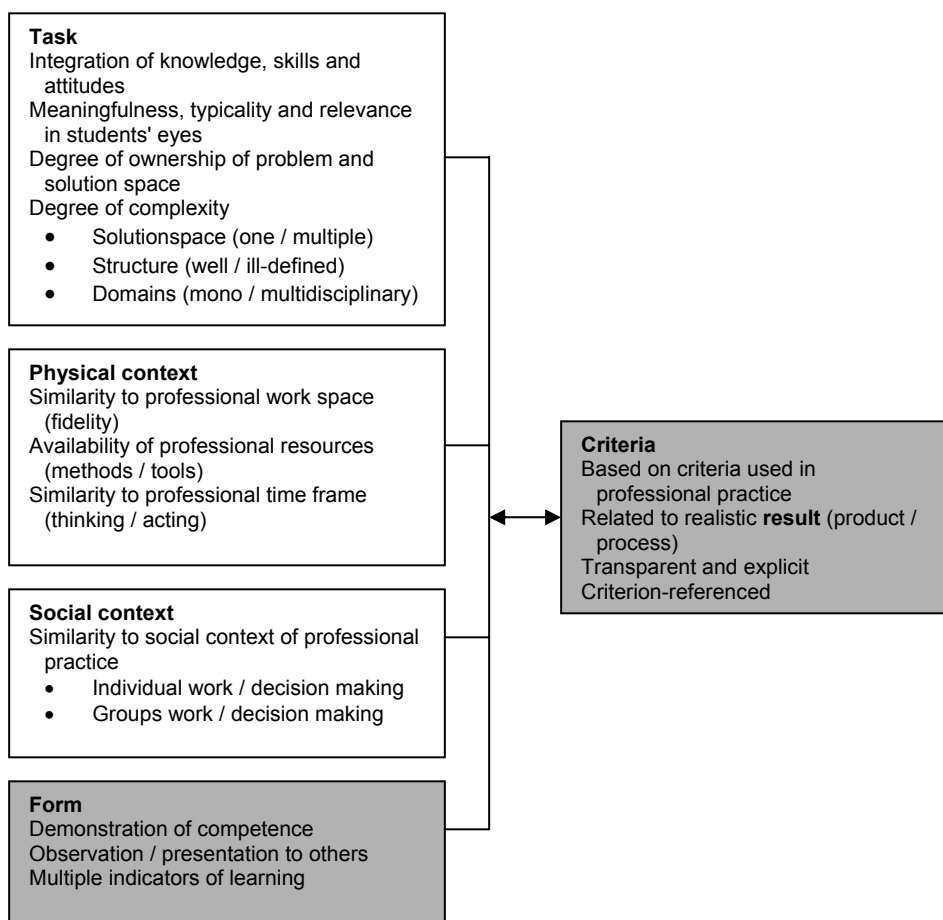 Task
Integration of knowledge, skills and
attitudes
Meaningfulness, typicality and relevance
in students' eyes
Degree of ownership of problem and
solution space
Degree of complexity
• Solutionspace (one / multiple)
• Structure (well / ill-defined)
• Domains (mono / multidisciplinary)
Physical context
Similarity to professional work space
(fidelity)
Availability of professional resources
(methods / tools)
Similarity to professional time frame
(thinking / acting)
Social context
Similarity to social context of professional
practice
• Individual work / decision making
• Groups work / decision making
Form
Demonstration of competence
Observation / presentation to others
Multiple indicators of learning
Criteria
Based on criteria used in
professional practice
Related to realistic result (product /
process)
Transparent and explicit
Criterion-referenced